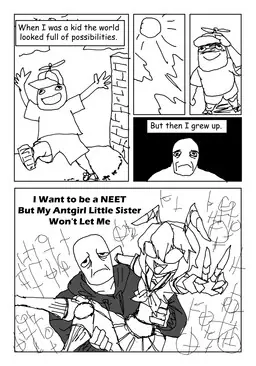 When I was a kid the world
looked full of possibilities.
But then I grew up.
I Want to be a NEET
But My Antgirl Little Sister
Won't Let Me